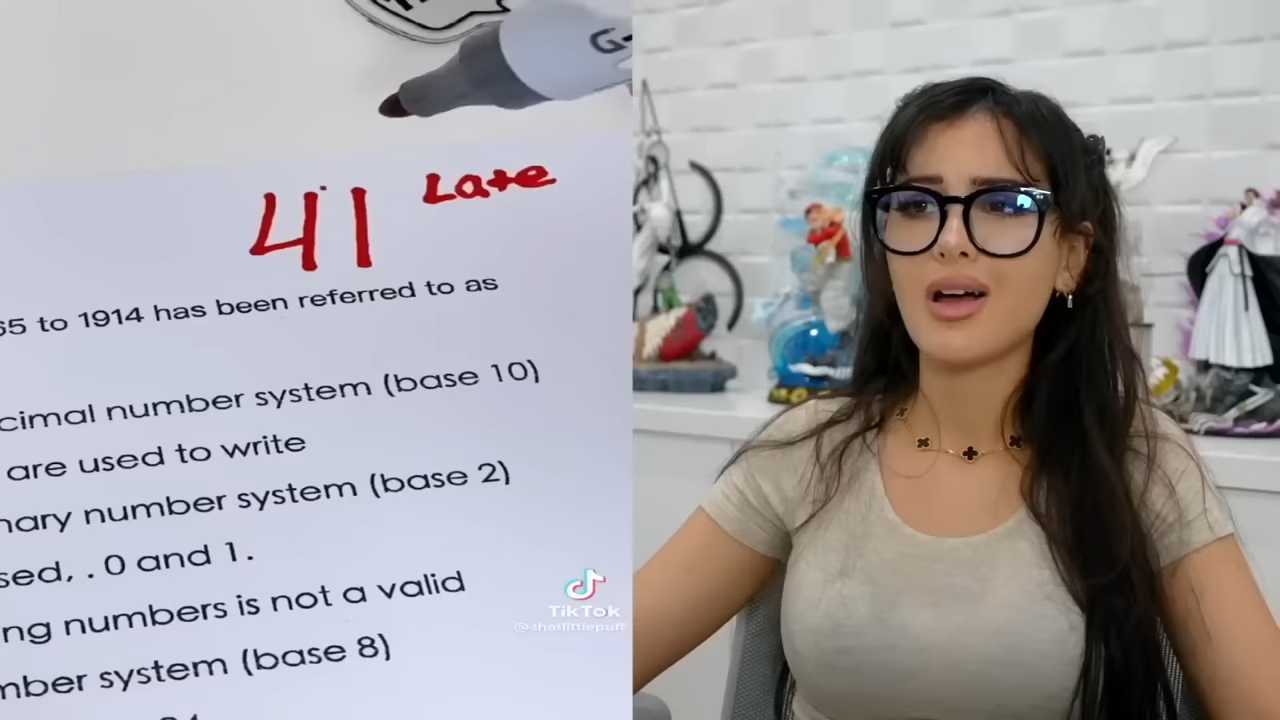 G-
41 Late
65 to 1914 has been referred to as
cimal number system (base 10)
are used to write
nary number system (base 2)
sed, . 0 and 1.
ng numbers is not a valid
mber system (base 8)
TikTok
@thatlittlepuff